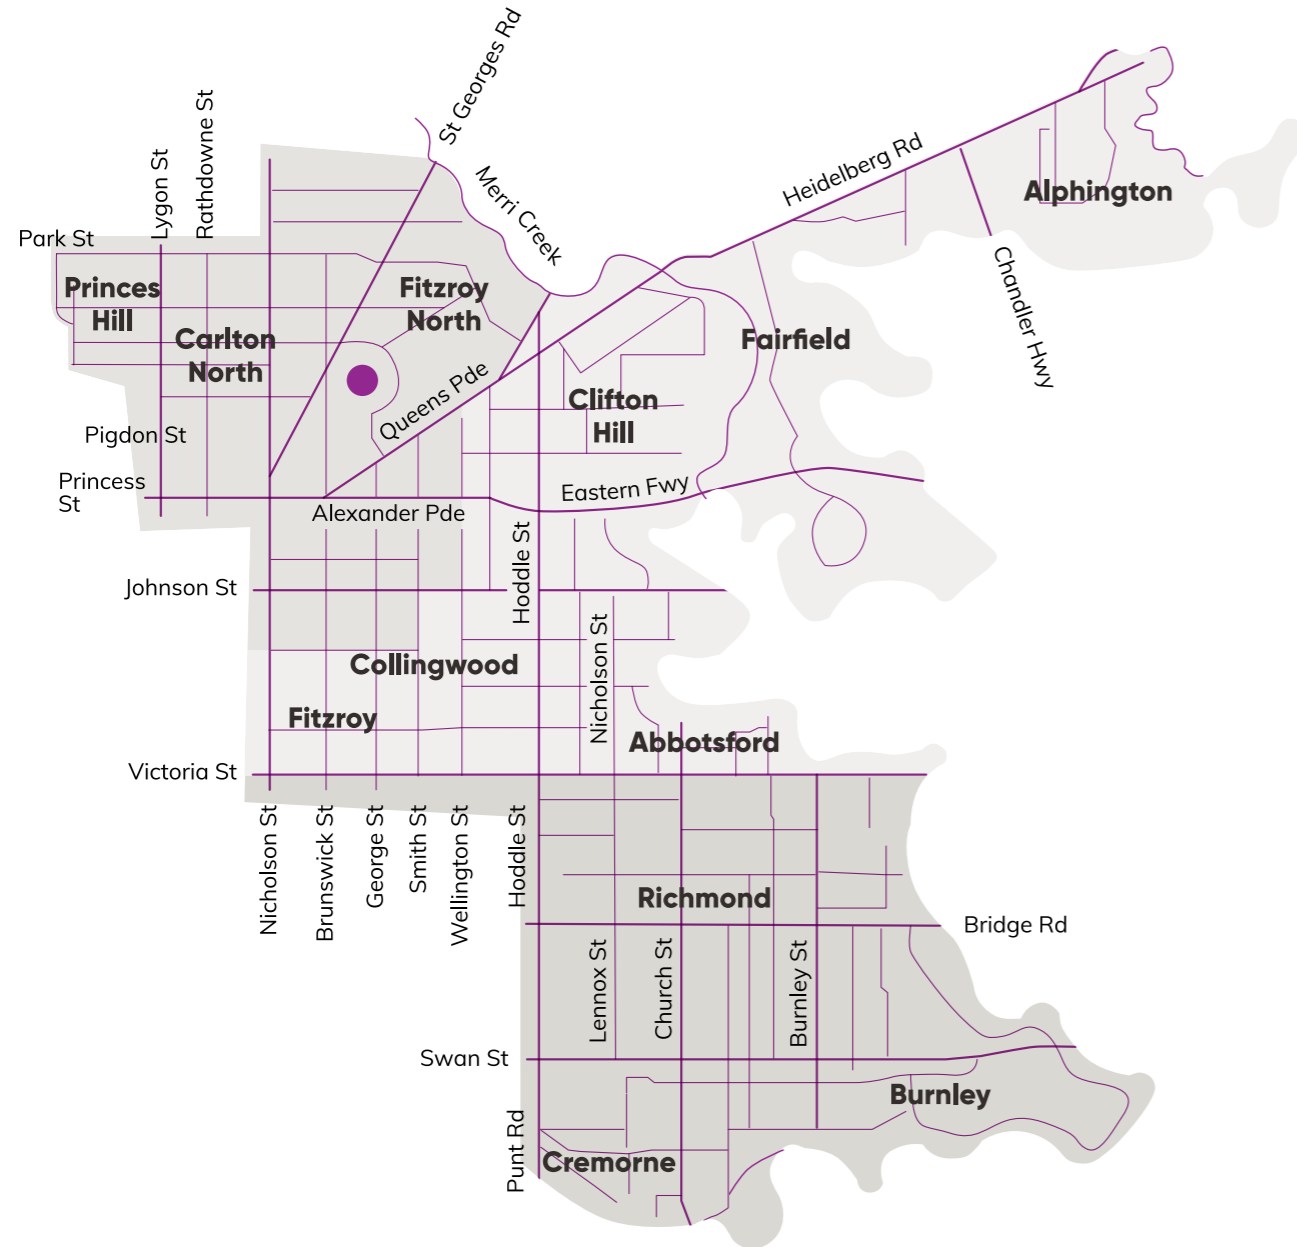 St Georges Rd
Merri Creek
Heidelberg Rd
Alphington
Lygon St
Rathdowne St
Park St
Princes
Hill
Fitzroy
North
Carlton
North
Fairfield
Chandler Hwy
Queens Pde
Clifton
Hill
Pigdon St
Princess
St
Eastern Fwy
Alexander Pde
Hoddle St
Johnson St
Nicholson St
Collingwood
Fitzroy
Abbotsford
Victoria St
Nicholson St
Brunswick St
George St
Smith St
Wellington St
Hoddle St
Richmond
Bridge Rd
Lennox St
Church St
Burnley St
Swan St
Burnley
Punt Rd
Cremorne